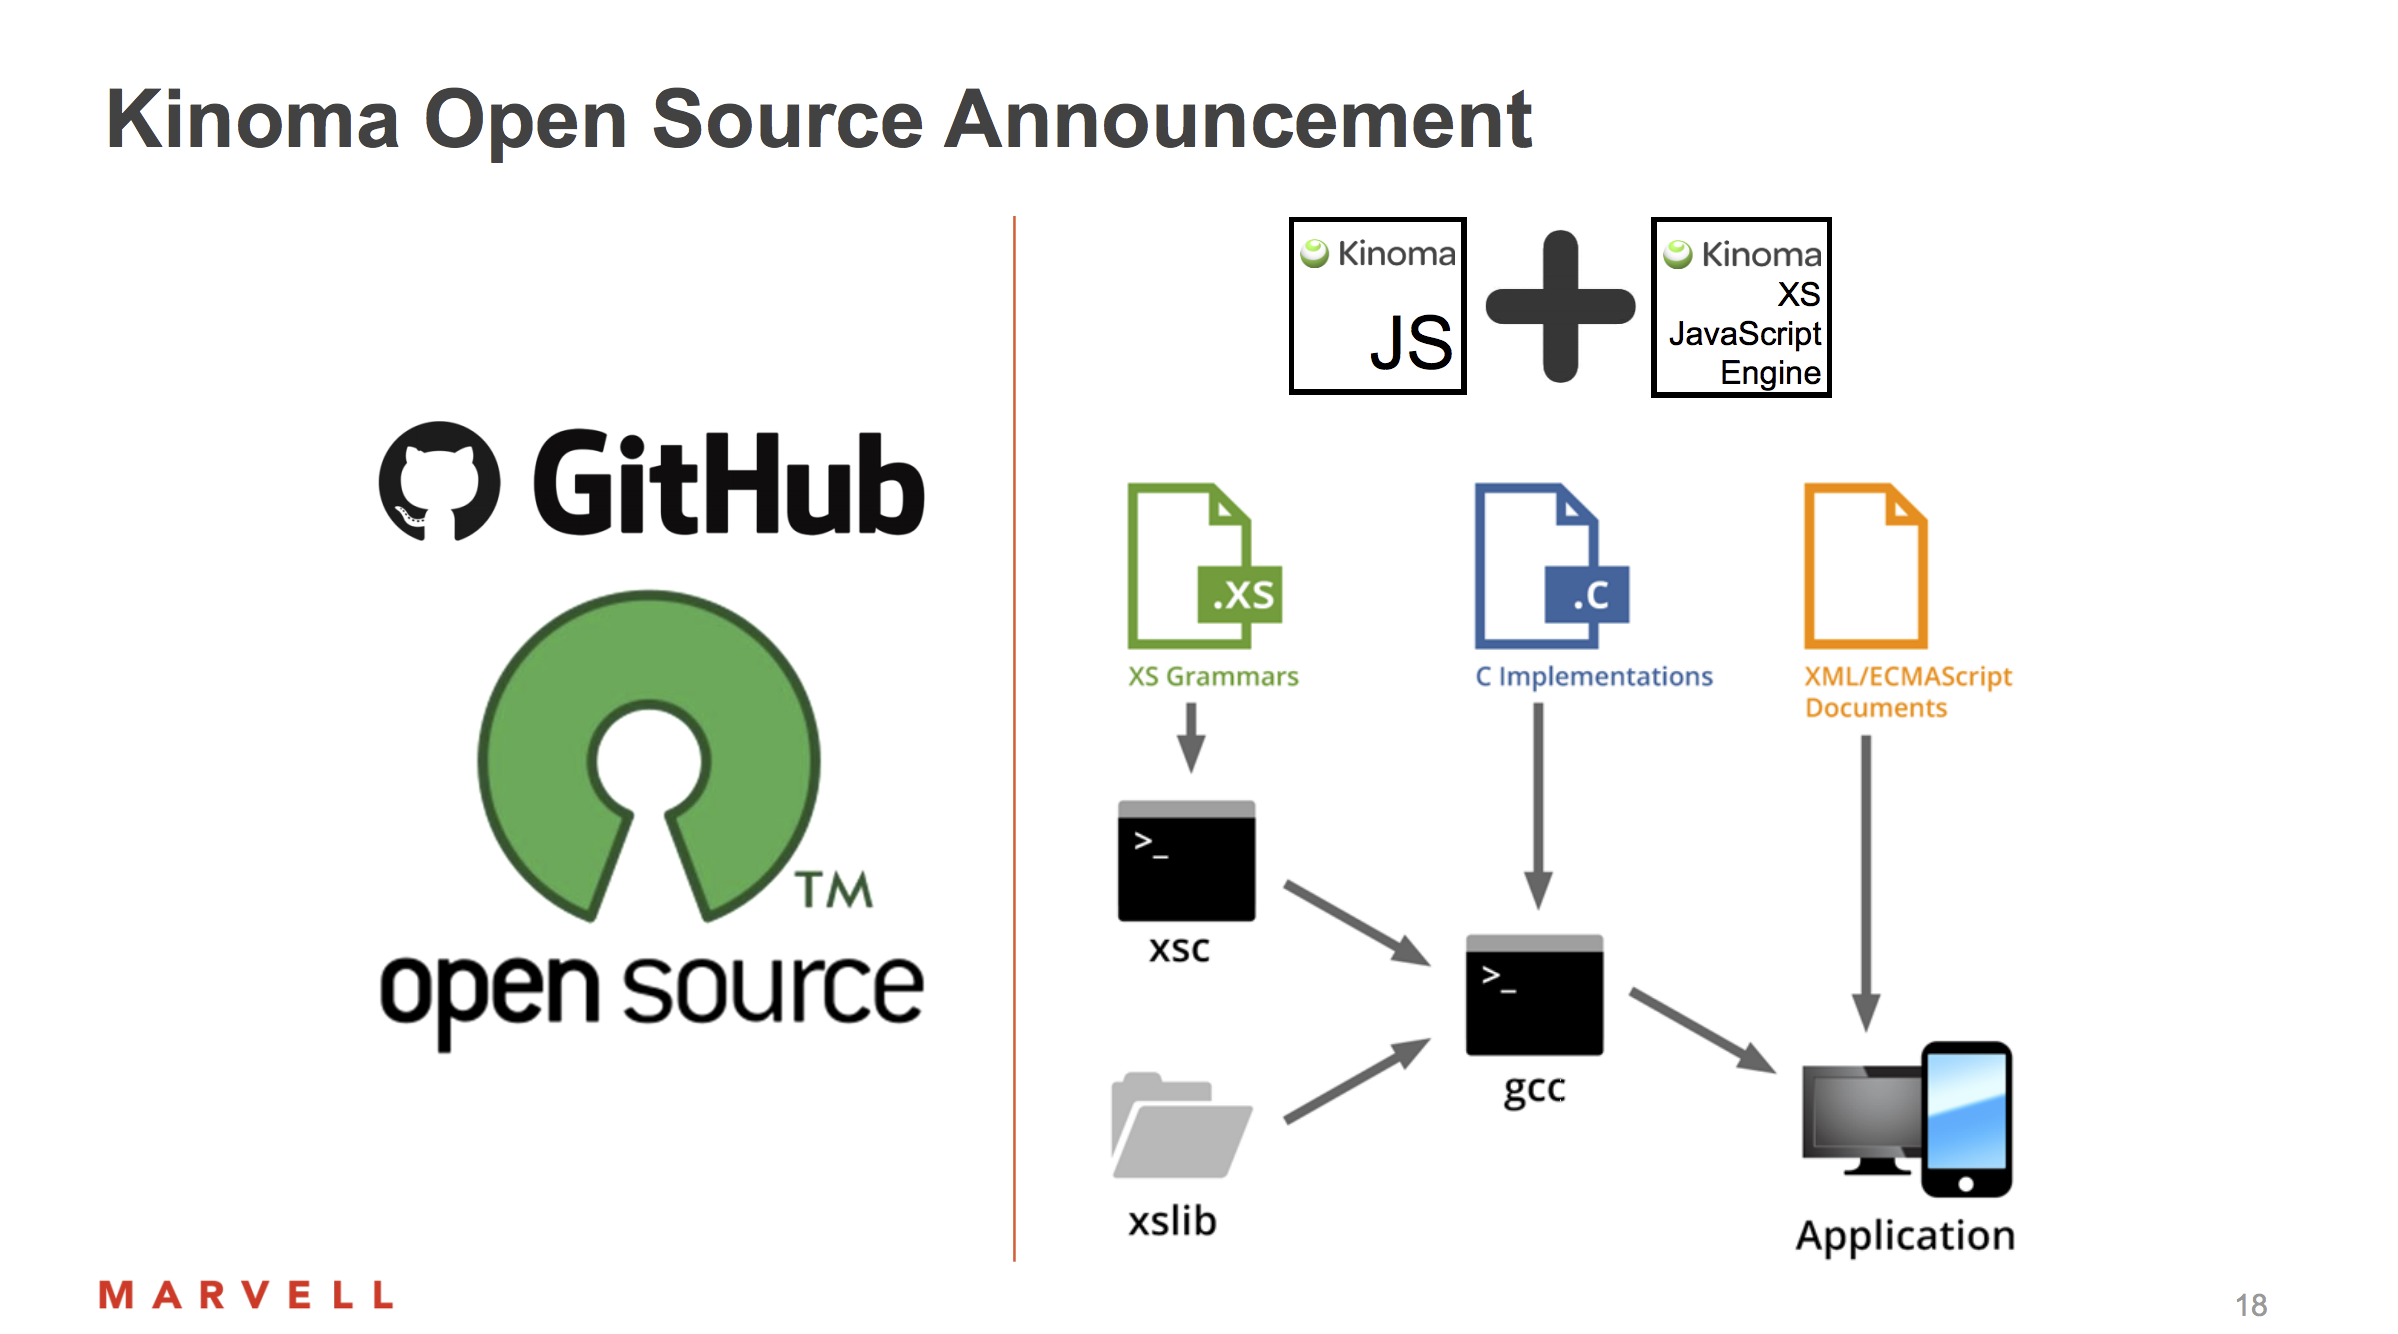 Kinoma Open Source Announcement
GitHub
TM
open source
Kinoma
JS
Kinoma
XS
JavaScript
Engine
.XS
XS Grammars
.C
C Implementations
XML/ECMAScript
Documents
>_
xsc
>_
gcc
xslib
Application
MARVELL
18